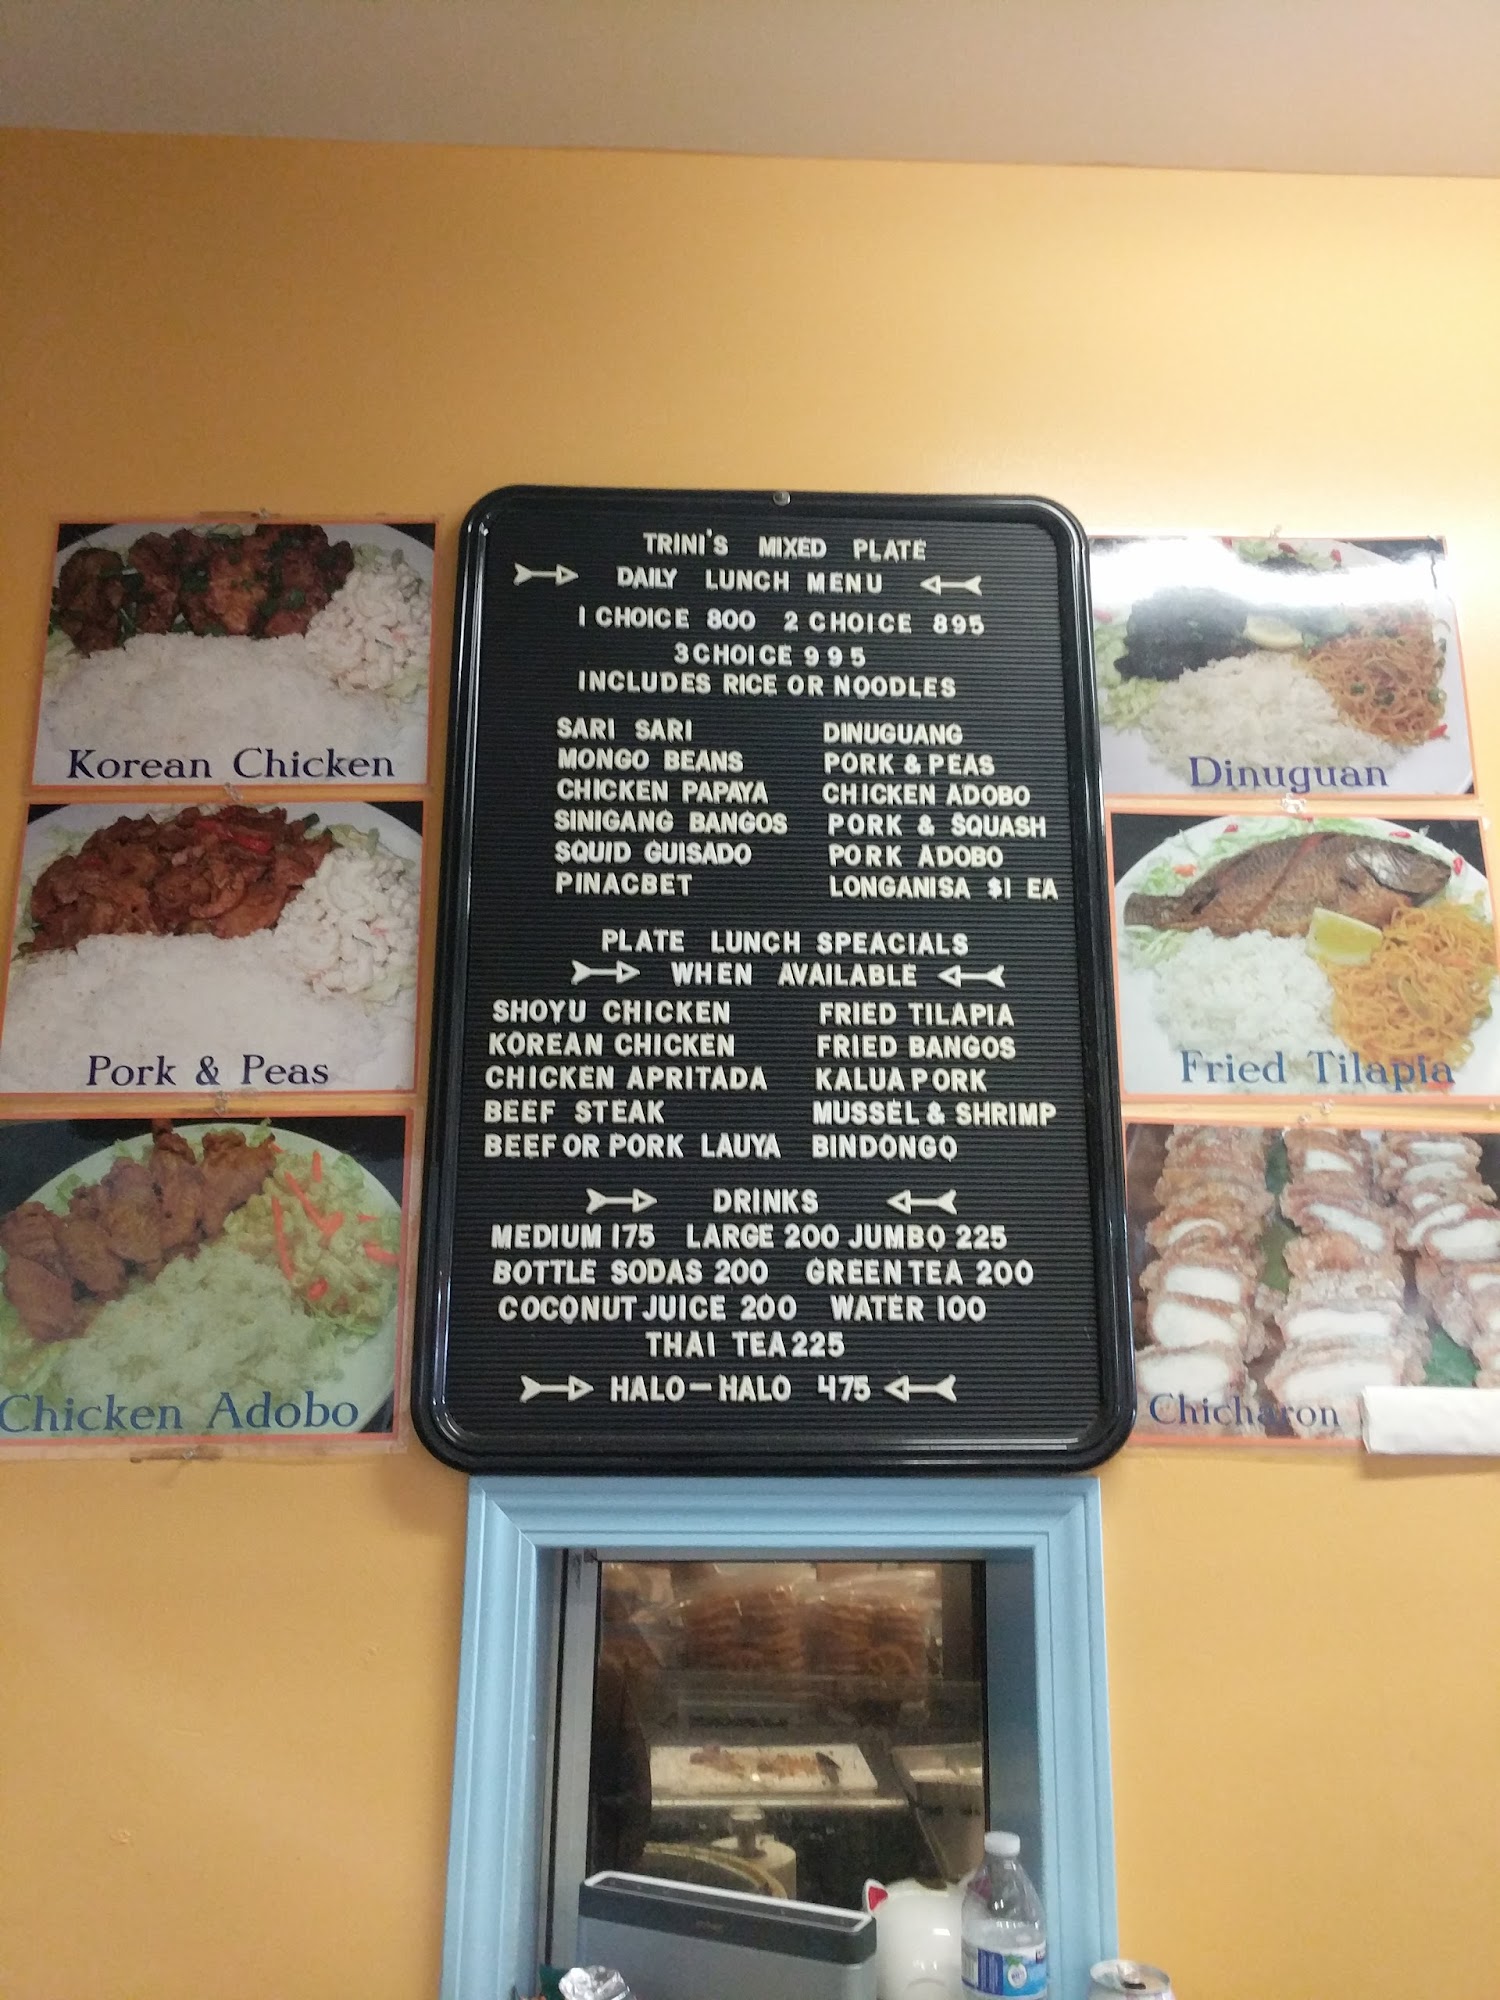 TRINI'S MIXED PLATE
DAILY LUNCH MENU
1 CHOICE 800 2 CHOICE 895
3 CHOICE 995
INCLUDES RICE OR NOODLES
SARI SARI DINUGUANG
MONGO BEANS PORK & PEAS
CHICKEN PAPAYA CHICKEN ADOBO
SINIGANG BANGOS PORK & SQUASH
SQUID GUISADO PORK ADOBO
PINACBET LONGANISA $1 EA
PLATE LUNCH SPEACIALS
WHEN AVAILABLE
SHOYU CHICKEN FRIED TILAPIA
KOREAN CHICKEN FRIED BANGOS
CHICKEN APRITADA KALUA PORK
BEEF STEAK MUSSEL & SHRIMP
BEEF OR PORK LAUYA BINDONGO
DRINKS
MEDIUM 175 LARGE 200 JUMBO 225
BOTTLE SODAS 200 GREEN TEA 200
COCONUT JUICE 200 WATER 100
THAI TEA 225
HALO-HALO 475
Korean Chicken
Pork & Peas
Chicken Adobo
Dinuguan
Fried Tilapia
Chicharon